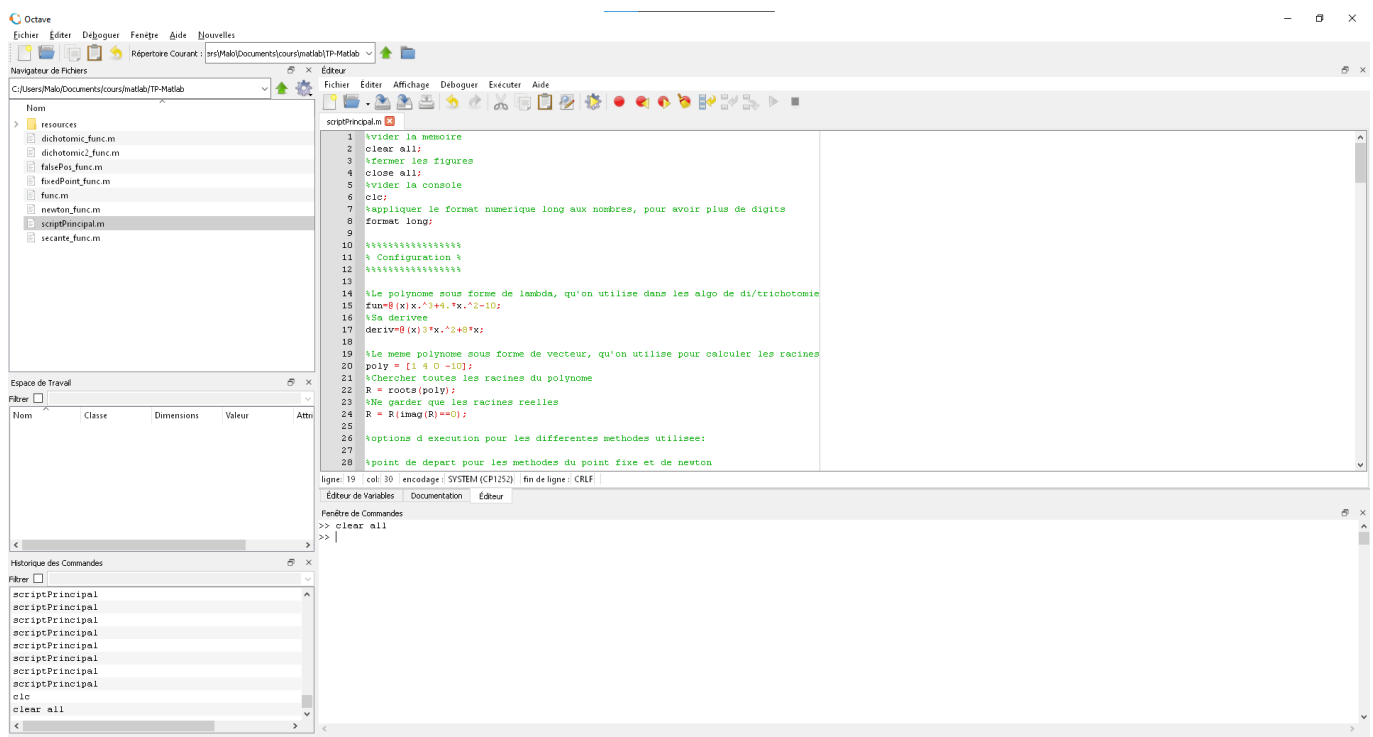 Octave
Fichier Éditer Déboguer Fenêtre Aide Nouvelles
Répertoire Courant : ers\Malo\Documents\cours\matlab\TP-Matlab
Navigateur de Fichiers
C:/Users/Malo/Documents/cours/matlab/TP-Matlab
Nom
resources
dichotomic_func.m
dichotomic2_func.m
falsePos_func.m
fixedPoint_func.m
func.m
newton_func.m
scriptPrincipal.m
secante_func.m
Espace de Travail
Filtrer
Nom Classe Dimensions Valeur Attri
Historique des Commandes
Filtrer
scriptPrincipal
scriptPrincipal
scriptPrincipal
scriptPrincipal
scriptPrincipal
scriptPrincipal
scriptPrincipal
scriptPrincipal
clc
clear all
Éditeur
Fichier Éditer Affichage Déboguer Exécuter Aide
scriptPrincipal.m
1 %vider la memoire
2 clear all;
3 %fermer les figures
4 close all;
5 %vider la console
6 clc;
7 %appliquer le format numerique long aux nombres, pour avoir plus de digits
8 format long;
9
10 %%%%%%%%%%%%%%%%%
11 % Configuration %
12 %%%%%%%%%%%%%%%%%
13
14 %Le polynome sous forme de lambda, qu'on utilise dans les algo de di/trichotomie
15 fun=@(x)x.^3+4.*x.^2-10;
16 %Sa derivee
17 deriv=@(x)3*x.^2+8*x;
18
19 %Le meme polynome sous forme de vecteur, qu'on utilise pour calculer les racines
20 poly = [1 4 0 -10];
21 %Chercher toutes les racines du polynome
22 R = roots(poly);
23 %Ne garder que les racines reelles
24 R = R(imag(R)==0);
25
26 %options d execution pour les differentes methodes utilisee:
27
28 %point de depart pour les methodes du point fixe et de newton
ligne: 19 col: 30 encodage : SYSTEM (CP1252) fin de ligne : CRLF
Éditeur de Variables Documentation Éditeur
Fenêtre de Commandes
>> clear all
>>